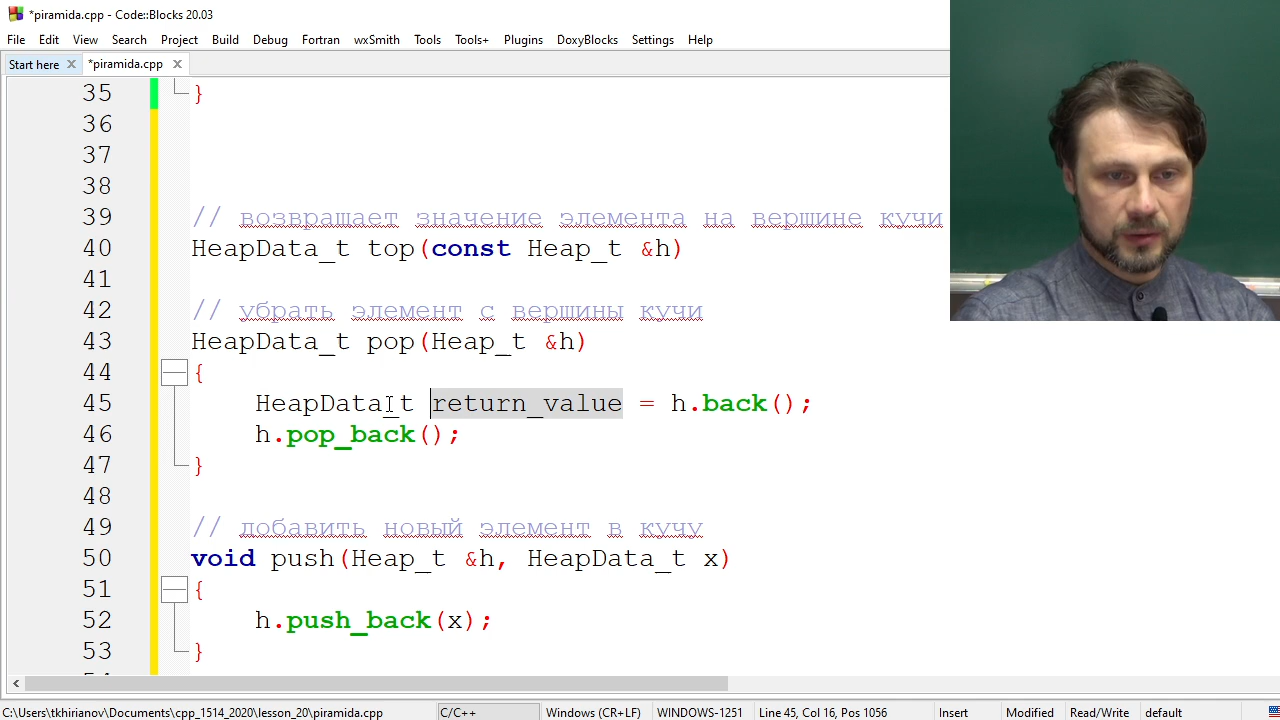 *piramida.cpp - Code::Blocks 20.03
File Edit View Search Project Build Debug Fortran wxSmith Tools Tools+ Plugins DoxyBlocks Settings Help
Start here *piramida.cpp
35 }
36
37
38
39 // возвращает значение элемента на вершине кучи
40 HeapData_t top(const Heap_t &h)
41
42 // убрать элемент с вершины кучи
43 HeapData_t pop(Heap_t &h)
44 {
45 HeapData_t return_value = h.back();
46 h.pop_back();
47 }
48
49 // добавить новый элемент в кучу
50 void push(Heap_t &h, HeapData_t x)
51 {
52 h.push_back(x);
53 }
C:\Users\tkhirianov\Documents\cpp_1514_2020\lesson_20\piramida.cpp C/C++ Windows (CR+LF) WINDOWS-1251 Line 45, Col 16, Pos 1056 Insert Modified Read/Write default